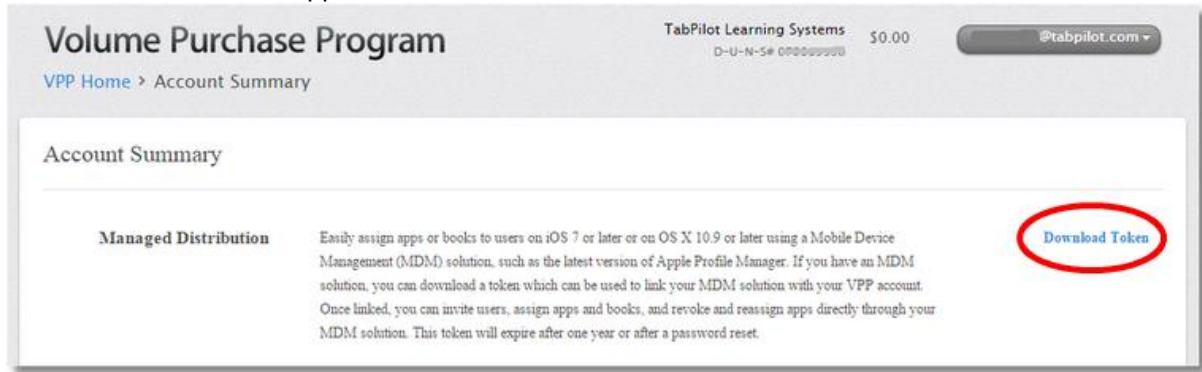 Volume Purchase Program
TabPilot Learning Systems
D-U-N-S#
$0.00
@tabpilot.com
VPP Home > Account Summary
Account Summary
Managed Distribution
Easily assign apps or books to users on iOS 7 or later or on OS X 10.9 or later using a Mobile Device
Management (MDM) solution, such as the latest version of Apple Profile Manager. If you have an MDM
solution, you can download a token which can be used to link your MDM solution with your VPP account.
Once linked, you can invite users, assign apps and books, and revoke and reassign apps directly through your
MDM solution. This token will expire after one year or after a password reset.
Download Token